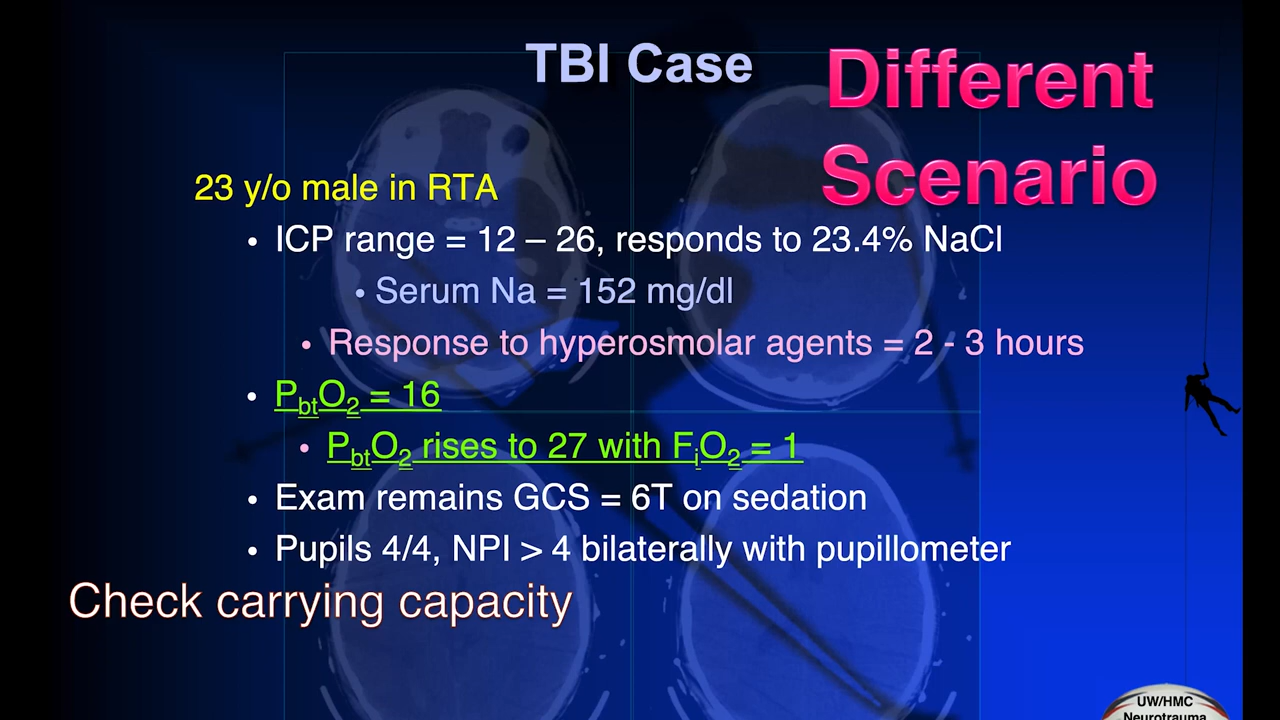 TBI Case
Different
Scenario
23 y/o male in RTA
• ICP range = 12 – 26, responds to 23.4% NaCl
• Serum Na = 152 mg/dl
• Response to hyperosmolar agents = 2 - 3 hours
• PbtO2 = 16
• PbtO2 rises to 27 with FiO2 = 1
• Exam remains GCS = 6T on sedation
• Pupils 4/4, NPI > 4 bilaterally with pupillometer
Check carrying capacity
UW/HMC
Neurotrauma